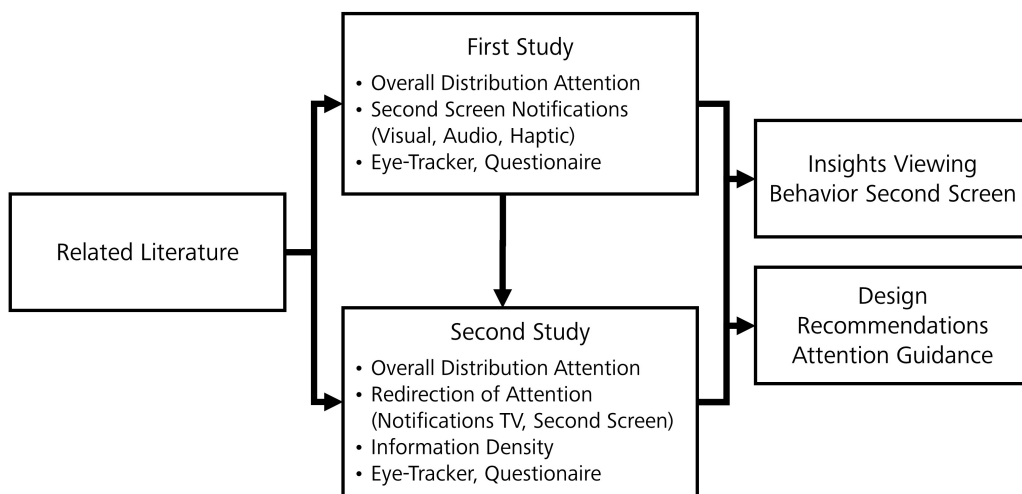 Related Literature
First Study
• Overall Distribution Attention
• Second Screen Notifications
(Visual, Audio, Haptic)
• Eye-Tracker, Questionaire
Second Study
• Overall Distribution Attention
• Redirection of Attention
(Notifications TV, Second Screen)
• Information Density
• Eye-Tracker, Questionaire
Insights Viewing
Behavior Second Screen
Design
Recommendations
Attention Guidance